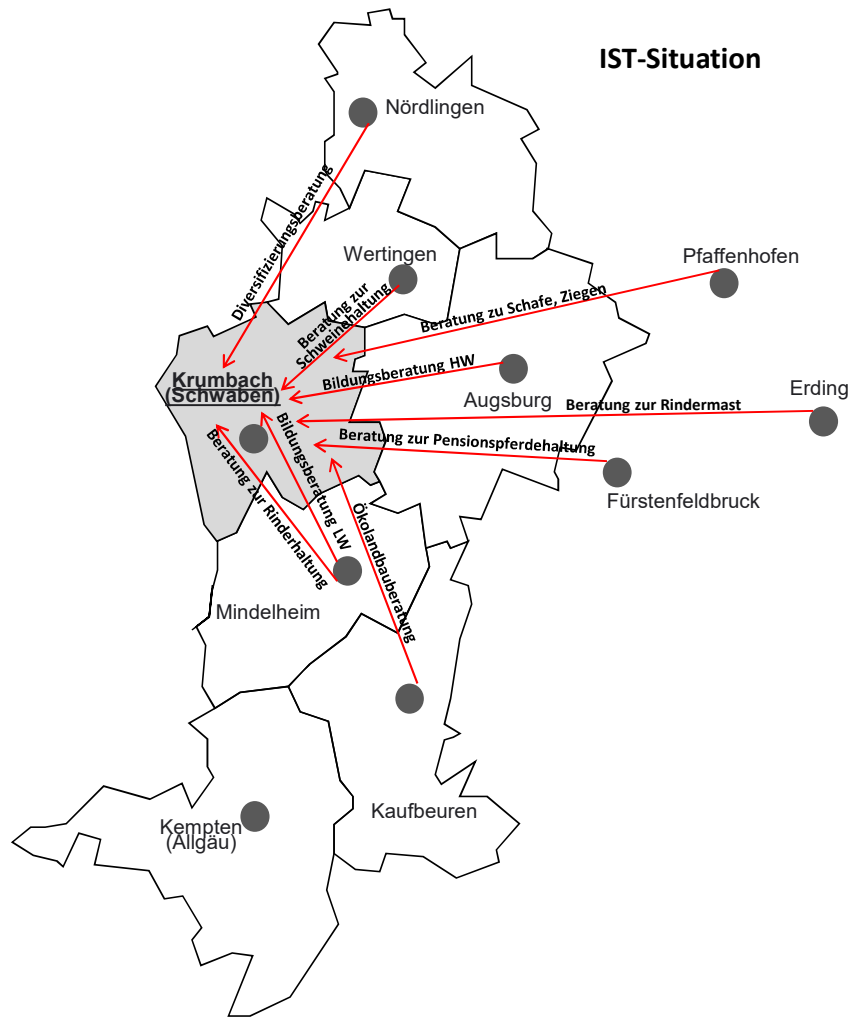 IST-Situation
Nördlingen
Diversifizierungsberatung
Wertingen
Pfaffenhofen
Beratung zur
Schweinehaltung
Beratung zu Schafe, Ziegen
Krumbach
(Schwaben)
Bildungsberatung HW
Augsburg
Erding
Beratung zur Rindermast
Beratung zur Pensionspferdehaltung
Fürstenfeldbruck
Beratung zur Rinderhaltung
Bildungsberatung LW
Ökolandbauberatung
Mindelheim
Kaufbeuren
Kempten
(Allgäu)